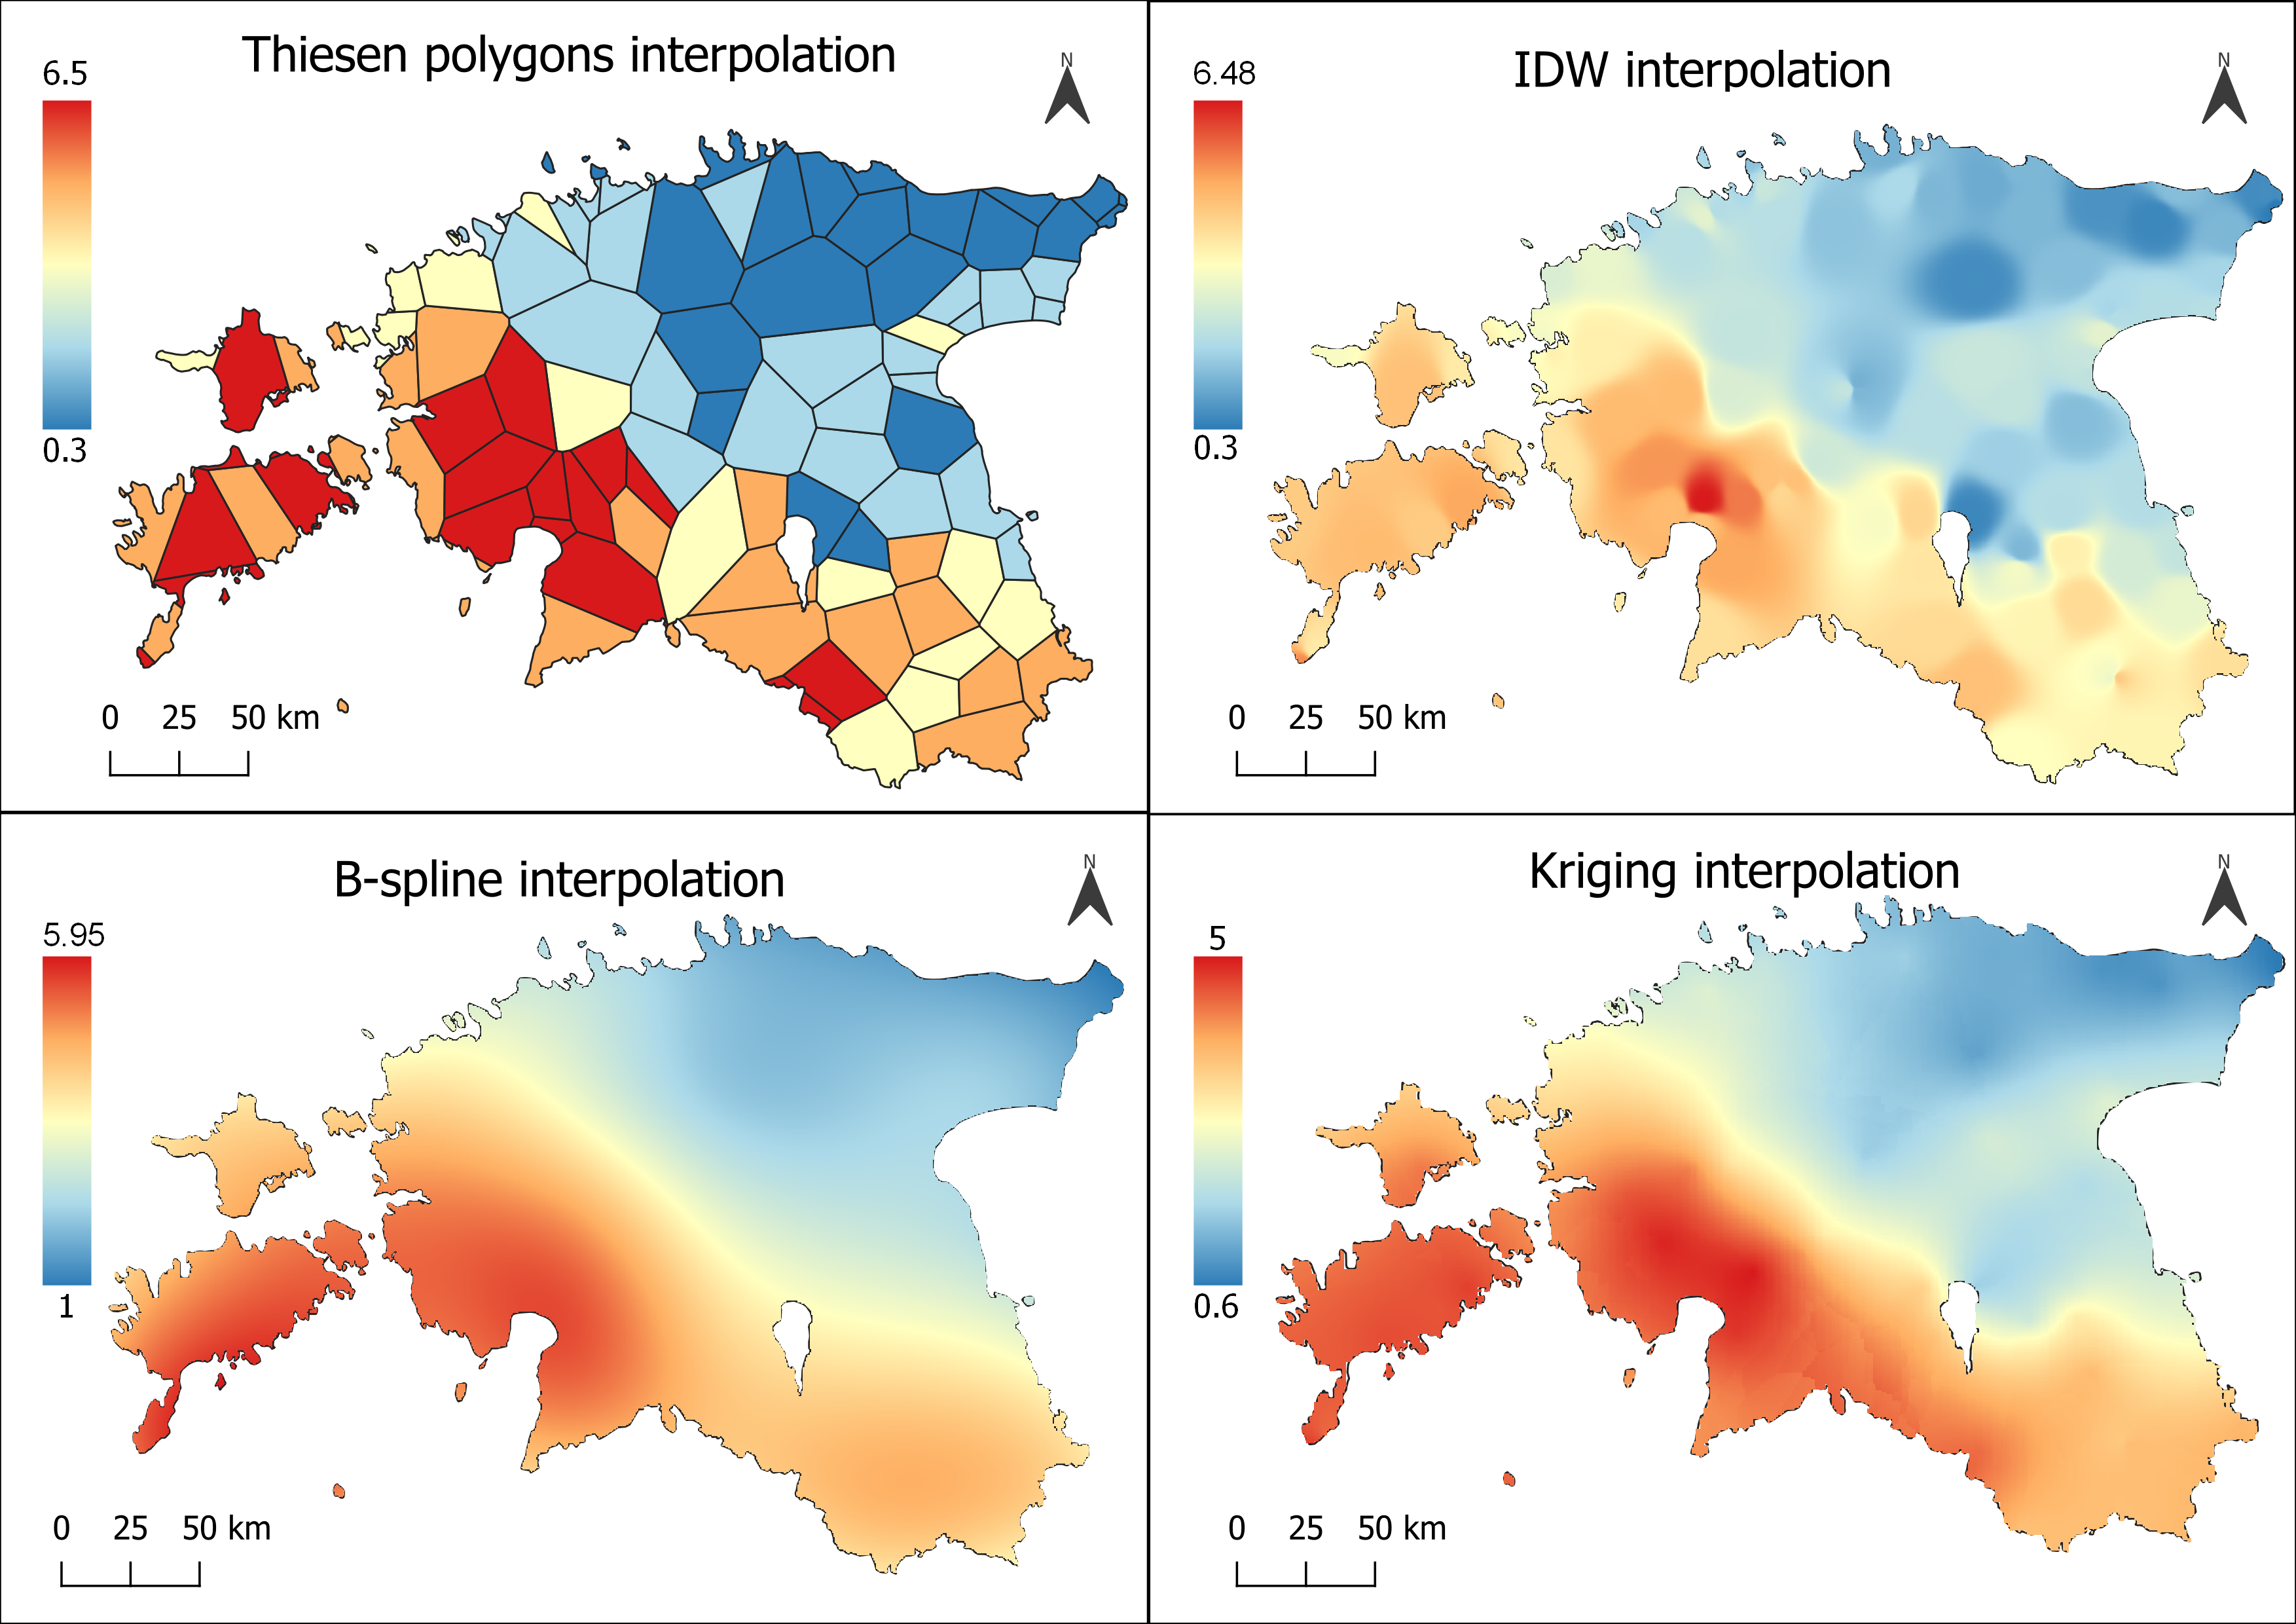 Thiesen polygons interpolation
N
6.5
0.3
0 25 50 km
IDW interpolation
N
6.48
0.3
0 25 50 km
B-spline interpolation
N
5.95
1
0 25 50 km
Kriging interpolation
N
5
0.6
0 25 50 km